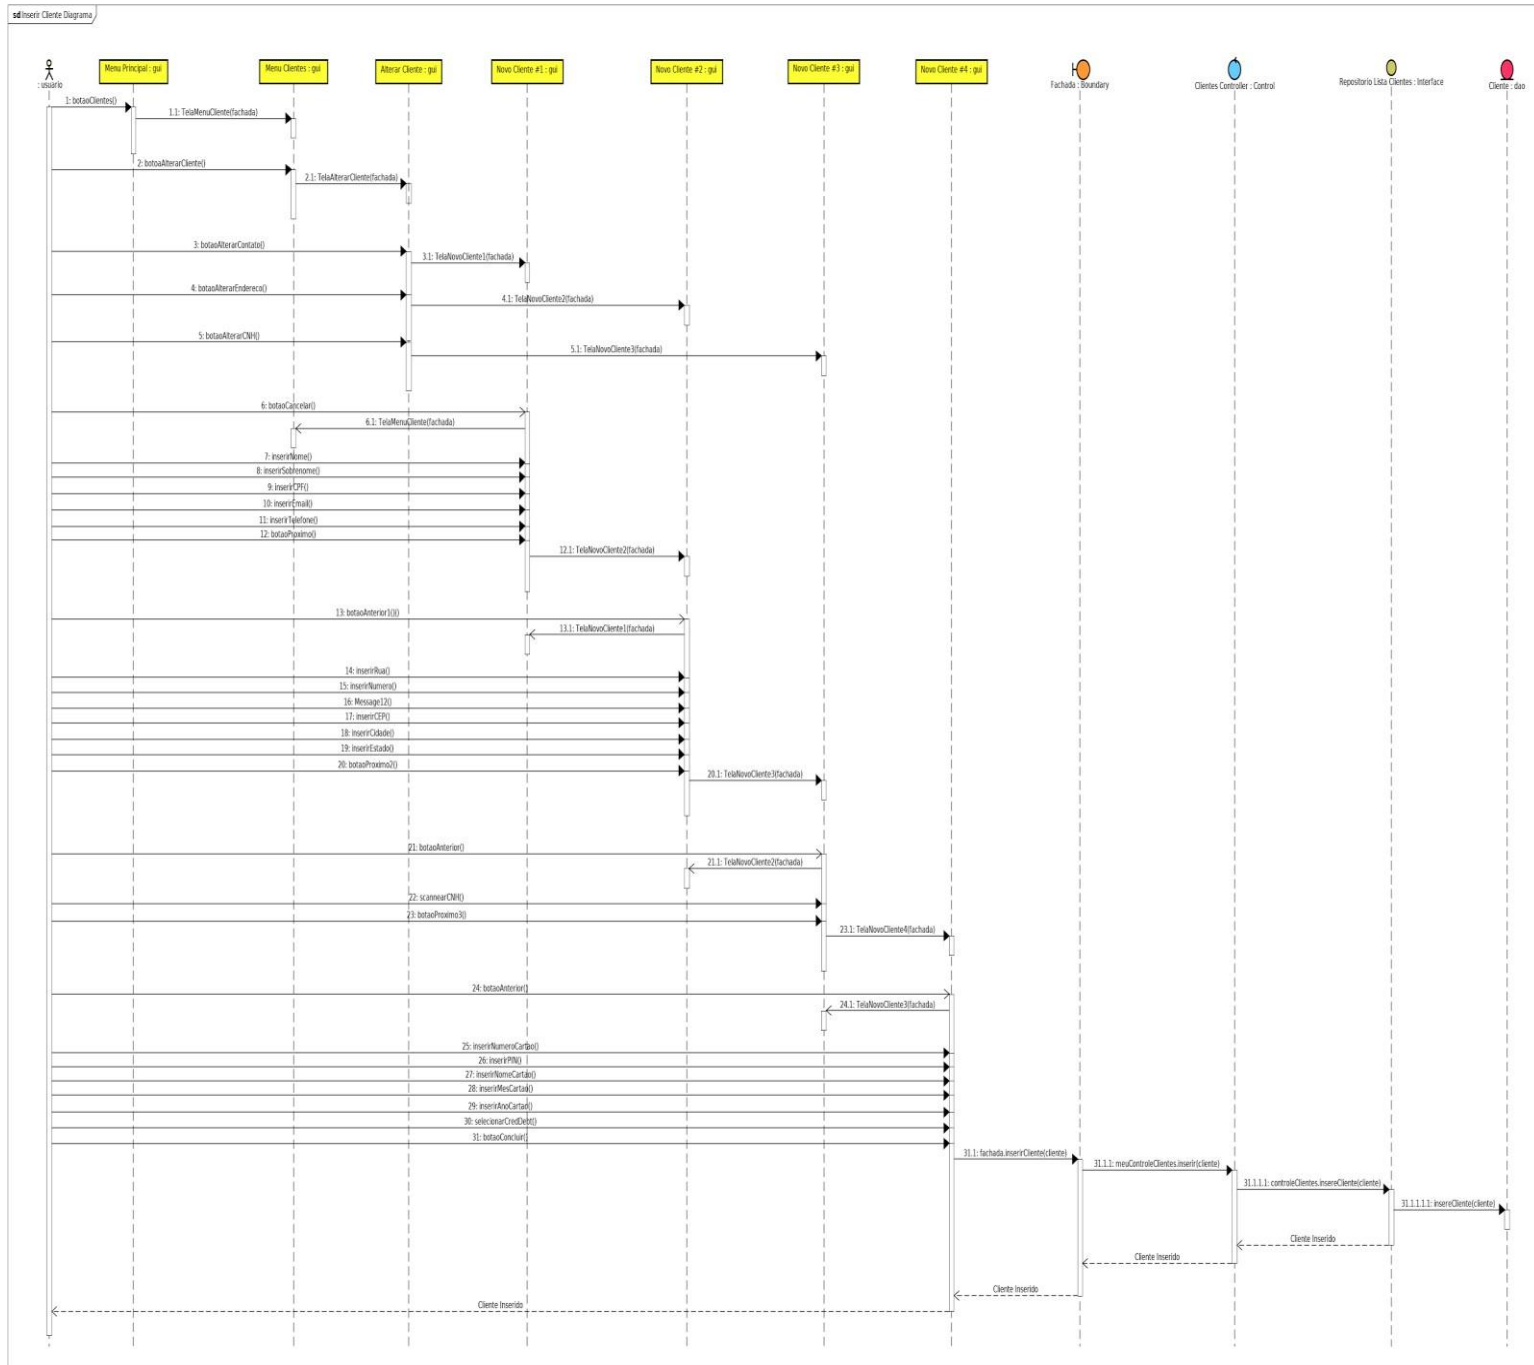 sd Inserir Cliente Diagrama
: usuario
Menu Principal : gui
Menu Clientes : gui
Alterar Cliente : gui
Novo Cliente #1 : gui
Novo Cliente #2 : gui
Novo Cliente #3 : gui
Novo Cliente #4 : gui
Fachada : Boundary
Clientes Controller : Control
Repositorio Lista Clientes : Interface
Cliente : dao
1: botaoClientes()
1.1: TelaMenuCliente(fachada)
2: botoaAlterarCliente()
2.1: TelaAlterarCliente(fachada)
3: botaoAlterarContato()
3.1: TelaNovoCliente1(fachada)
4: botaoAlterarEndereco()
4.1: TelaNovoCliente2(fachada)
5: botaoAlterarCNH()
5.1: TelaNovoCliente3(fachada)
6: botaoCancelar()
6.1: TelaMenuCliente(fachada)
7: inserirNome()
8: inserirSobrenome()
9: inserirCPF()
10: inserirEmail()
11: inserirTelefone()
12: botaoProximo()
12.1: TelaNovoCliente2(fachada)
13: botaoAnterior1()()
13.1: TelaNovoCliente1(fachada)
14: inserirRua()
15: inserirNumero()
16: Message12()
17: inserirCEP()
18: inserirCidade()
19: inserirEstado()
20: botaoProximo2()
20.1: TelaNovoCliente3(fachada)
21: botaoAnterior()
21.1: TelaNovoCliente2(fachada)
22: scannearCNH()
23: botaoProximo3()
23.1: TelaNovoCliente4(fachada)
24: botaoAnterior()
24.1: TelaNovoCliente3(fachada)
25: inserirNumeroCartao()
26: inserirPIN()
27: inserirNomeCartao()
28: inserirMesCartao()
29: inserirAnoCartao()
30: selecionarCredDebt()
31: botaoConcluir()
31.1: fachada.inserirCliente(cliente)
31.1.1: meuControleClientes.inserir(cliente)
31.1.1.1: controleClientes.insereCliente(cliente)
31.1.1.1.1: insereCliente(cliente)
Cliente Inserido
Cliente Inserido
Cliente Inserido
Cliente Inserido